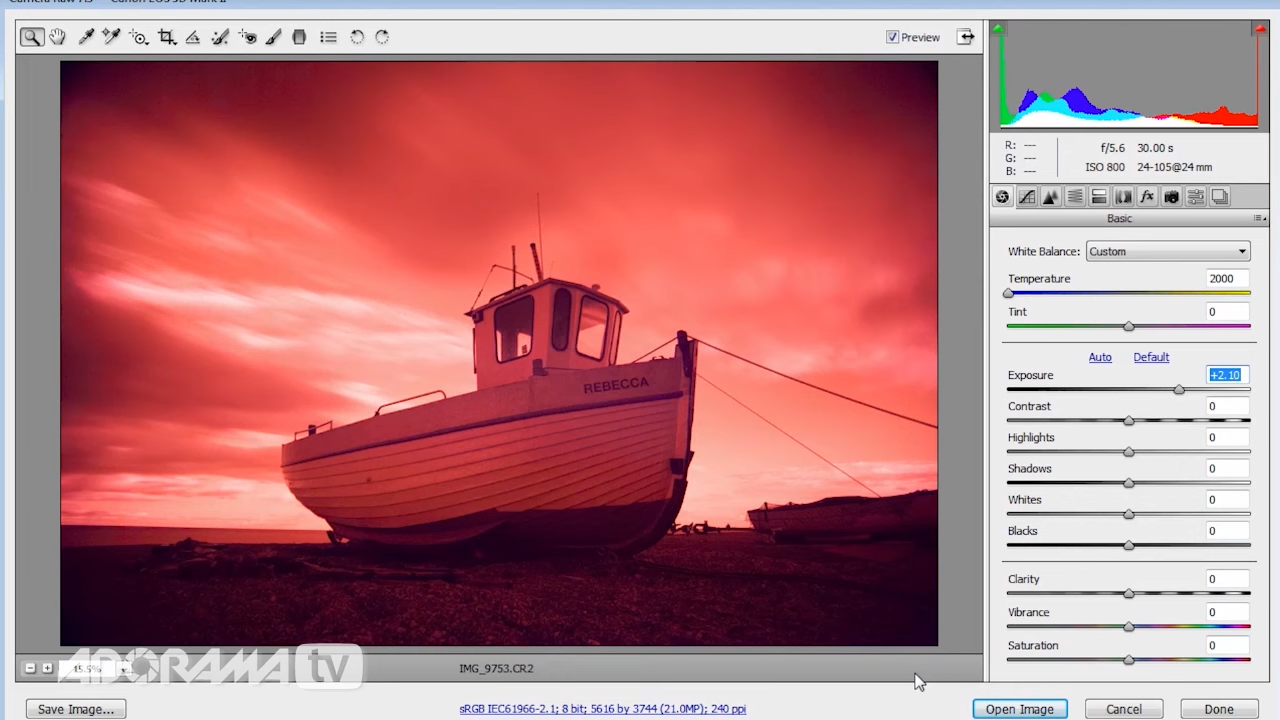 Preview
R: ---
G: ---
B: ---
f/5.6 30.00 s
ISO 800 24-105@24 mm
fx
Basic
White Balance: Custom
Temperature 2000
Tint 0
Auto Default
Exposure +2.10
Contrast 0
Highlights 0
Shadows 0
Whites 0
Blacks 0
Clarity 0
Vibrance 0
Saturation 0
REBECCA
15.5%
ADORAMA tv
IMG_9753.CR2
Save Image...
sRGB IEC61966-2.1; 8 bit; 5616 by 3744 (21.0MP); 240 ppi
Open Image
Cancel
Done